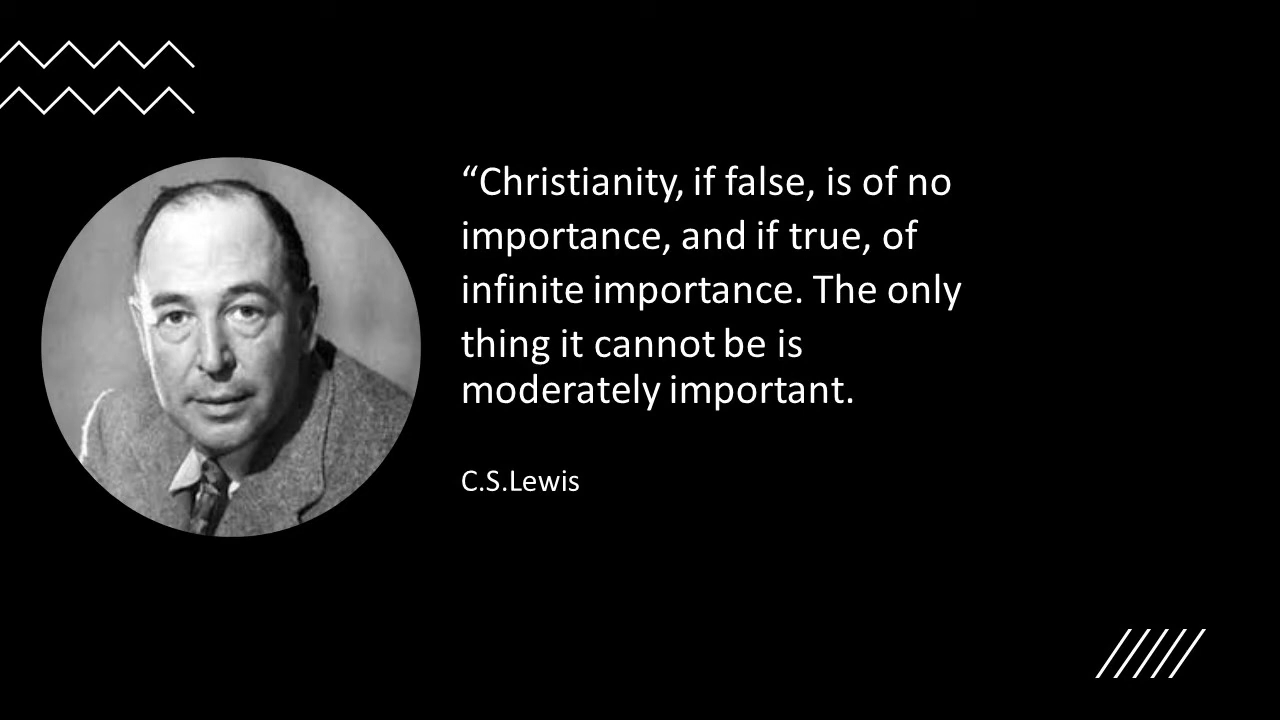 “Christianity, if false, is of no
importance, and if true, of
infinite importance. The only
thing it cannot be is
moderately important.
C.S.Lewis